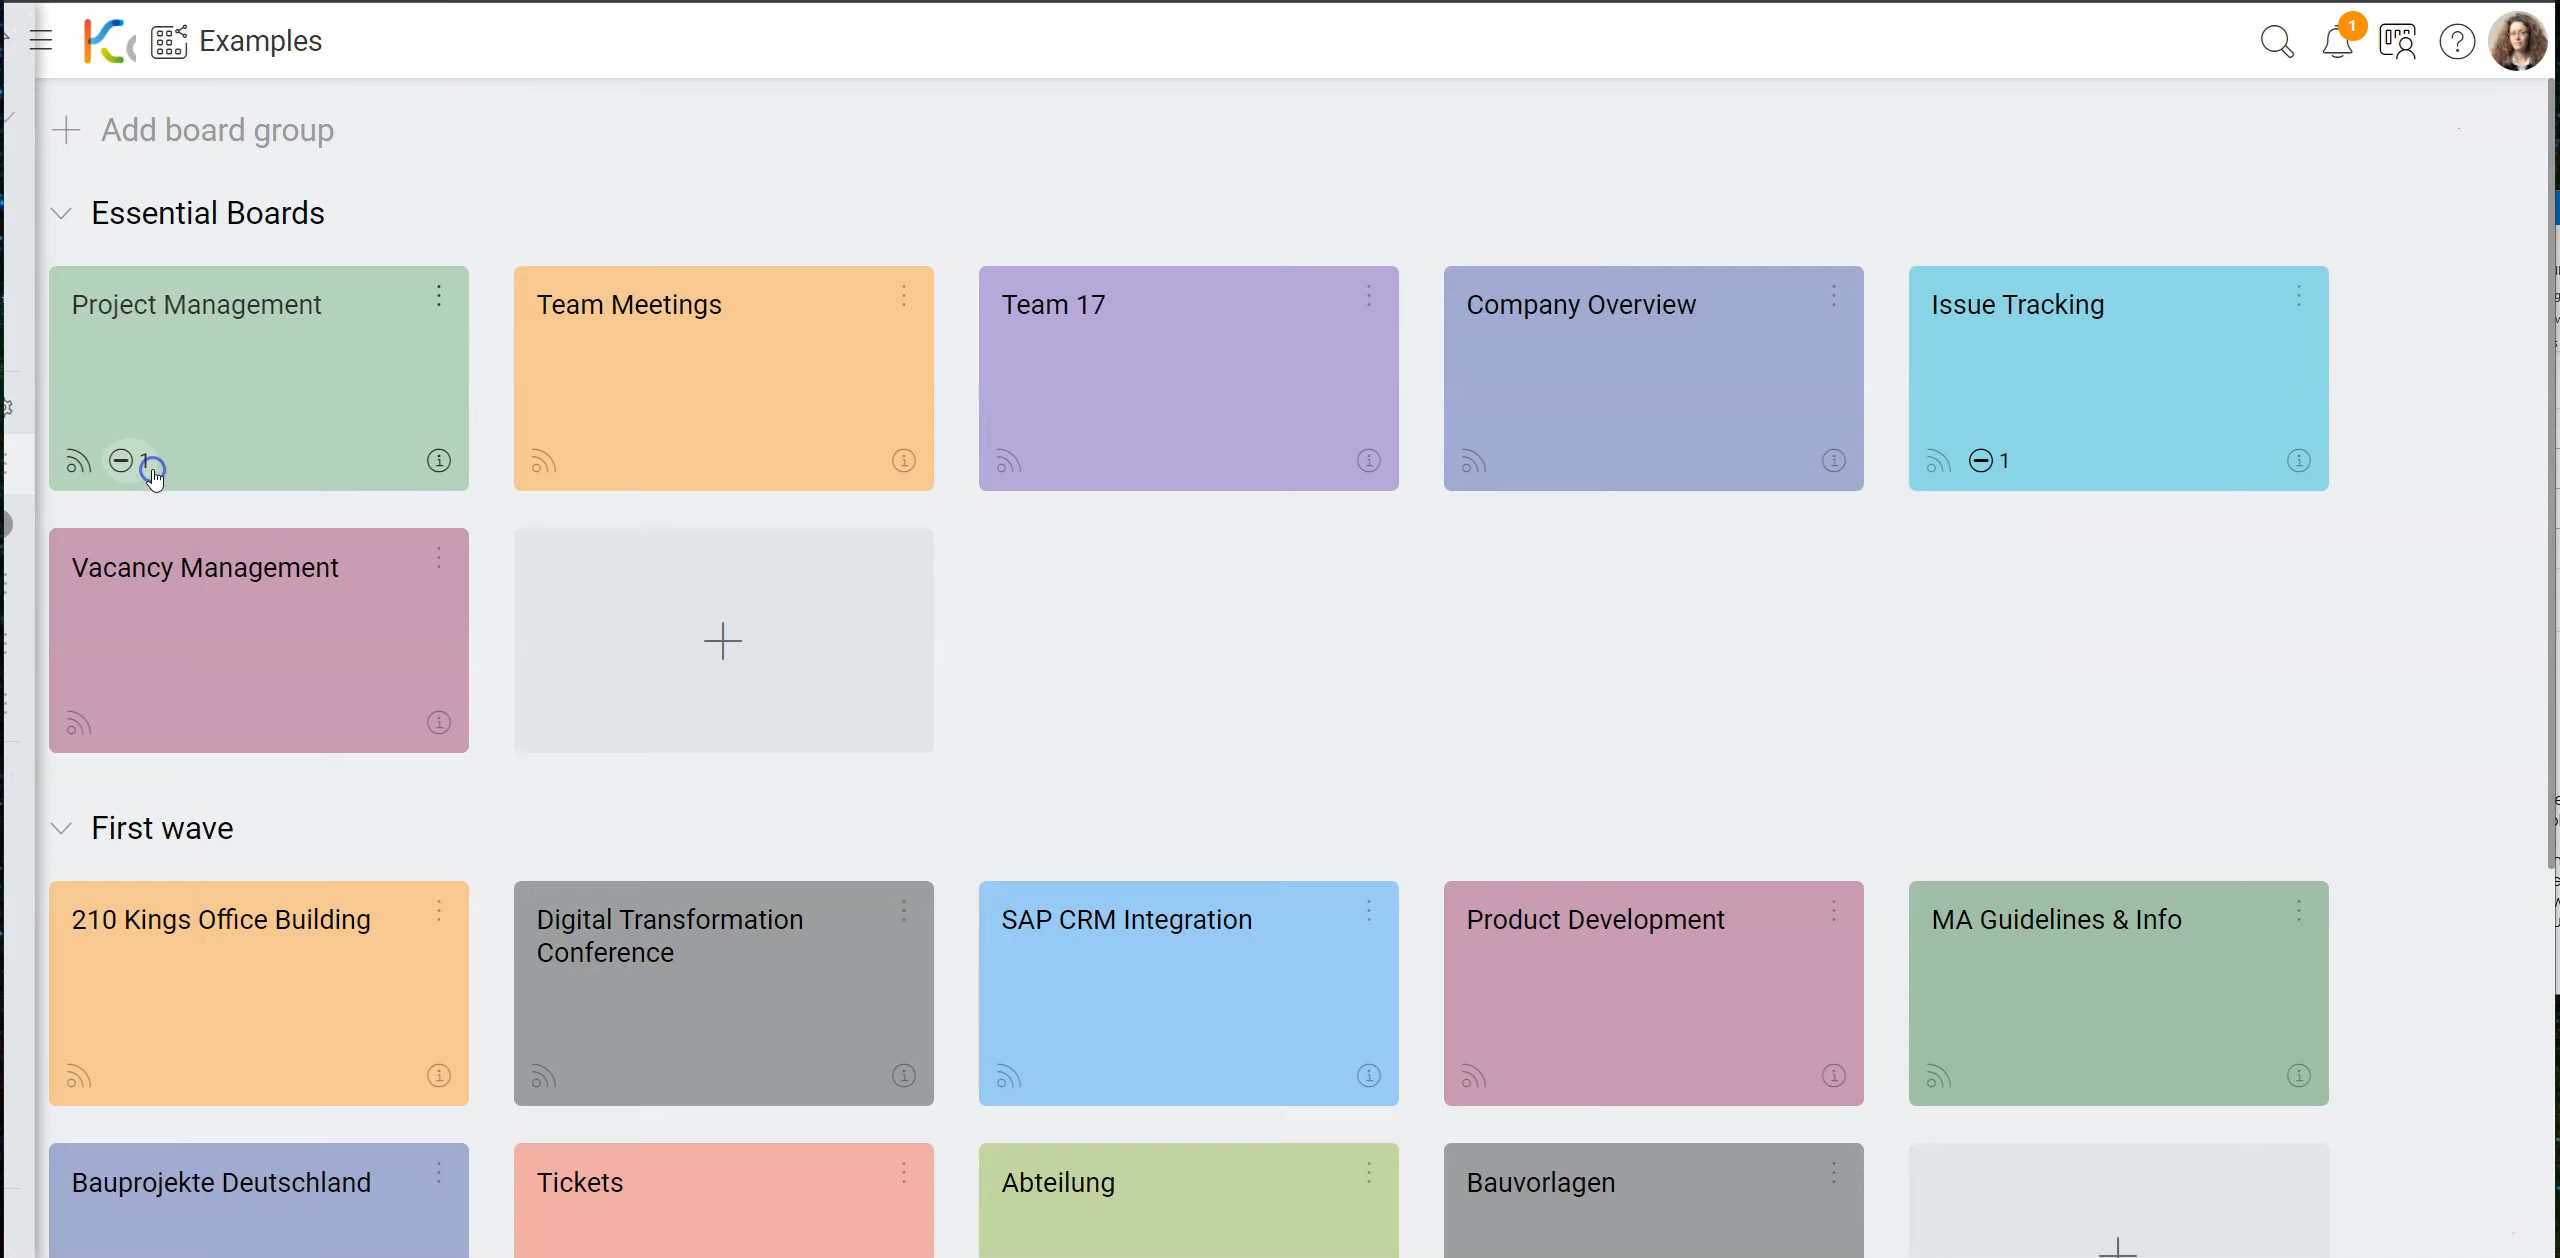 Examples
1
Add board group
Essential Boards
Project Management
1
Team Meetings
Team 17
Company Overview
Issue Tracking
1
Vacancy Management
First wave
210 Kings Office Building
Digital Transformation
Conference
SAP CRM Integration
Product Development
MA Guidelines & Info
Bauprojekte Deutschland
Tickets
Abteilung
Bauvorlagen